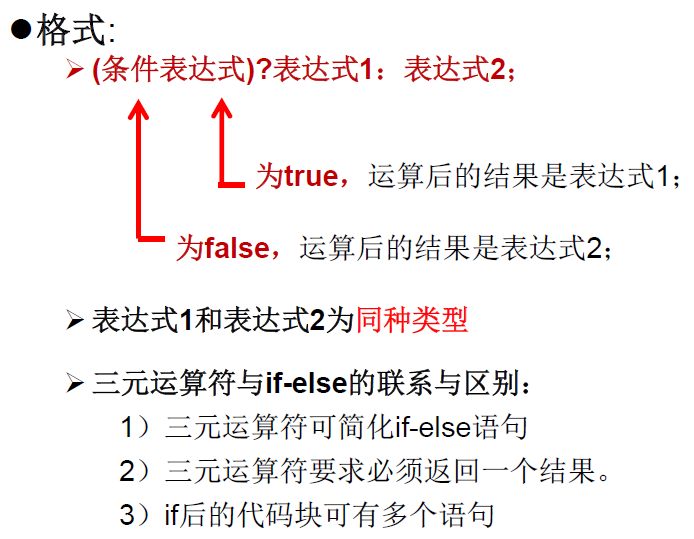 ●格式:
➢ (条件表达式)?表达式1：表达式2；
为true，运算后的结果是表达式1；
为false，运算后的结果是表达式2；
➢ 表达式1和表达式2为同种类型
➢ 三元运算符与if-else的联系与区别：
1）三元运算符可简化if-else语句
2）三元运算符要求必须返回一个结果。
3）if后的代码块可有多个语句